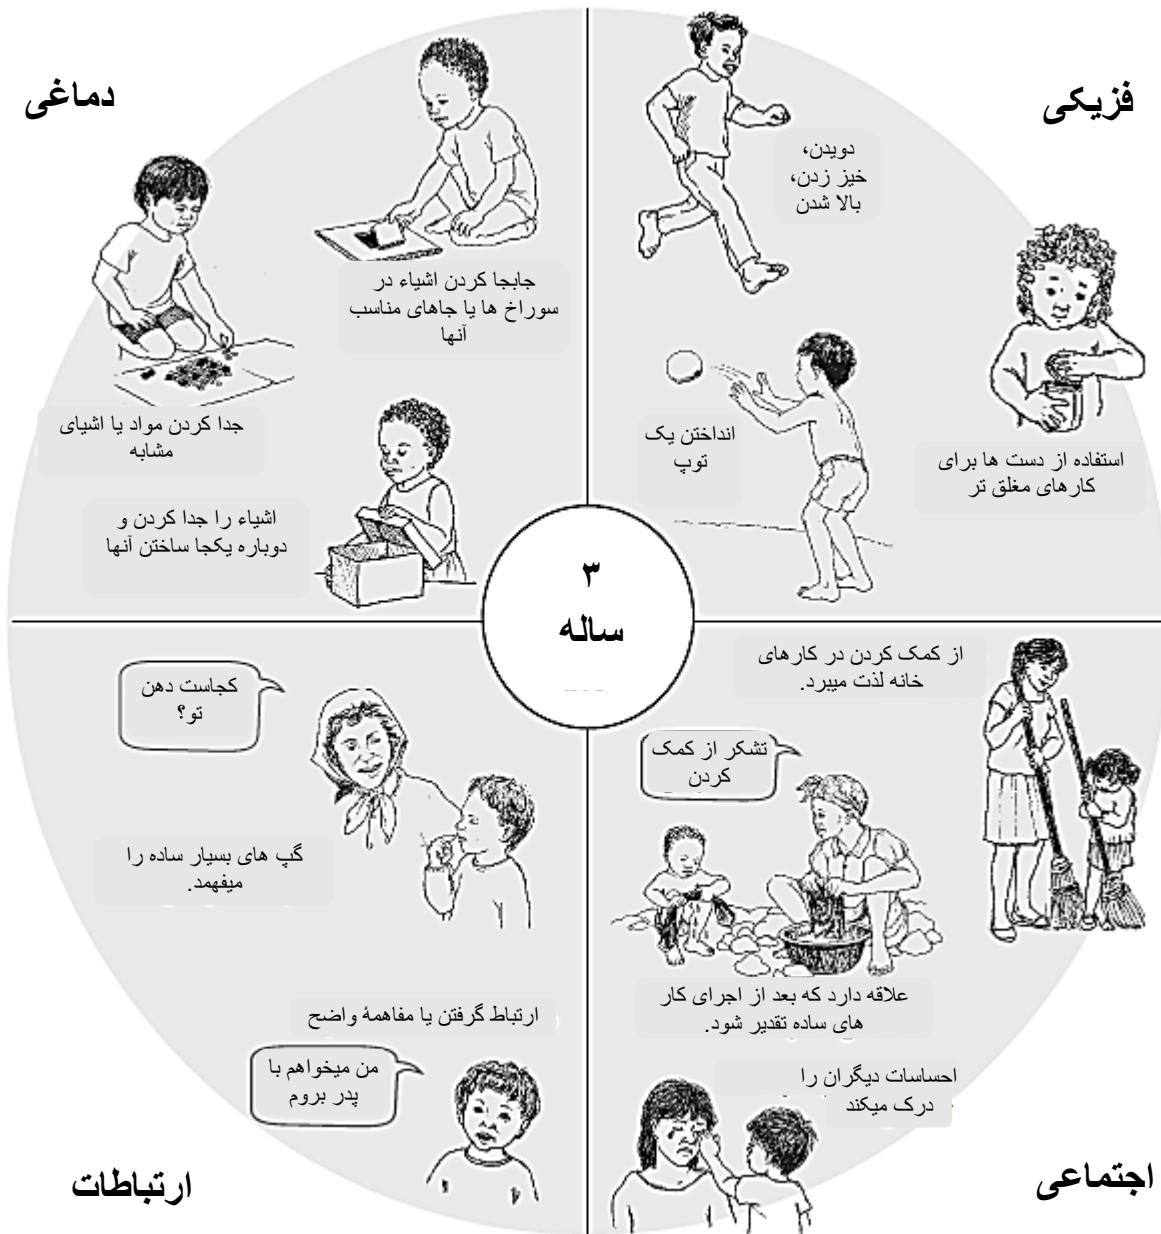 فزیکی
دویدن،
خیز زدن،
بالا شدن
استفاده از دست ها برای
کارهای مغلق تر
انداختن یک
توپ
دماغی
جابجا کردن اشیاء در
سوراخ ها یا جاهای مناسب
آنها
جدا کردن مواد یا اشیای
مشابه
اشیاء را جدا کردن و
دوباره یکجا ساختن آنها
۳
ساله
از کمک کردن در کارهای
خانه لذت میبرد.
تشکر از کمک
کردن
علاقه دارد که بعد از اجرای کار
های ساده تقدیر شود.
احساسات دیگران را
درک میکند
اجتماعی
کجاست دهن
تو؟
گپ های بسیار ساده را
میفهمد.
ارتباط گرفتن یا مفاهمۀ واضح
من میخواهم با
پدر بروم
ارتباطات